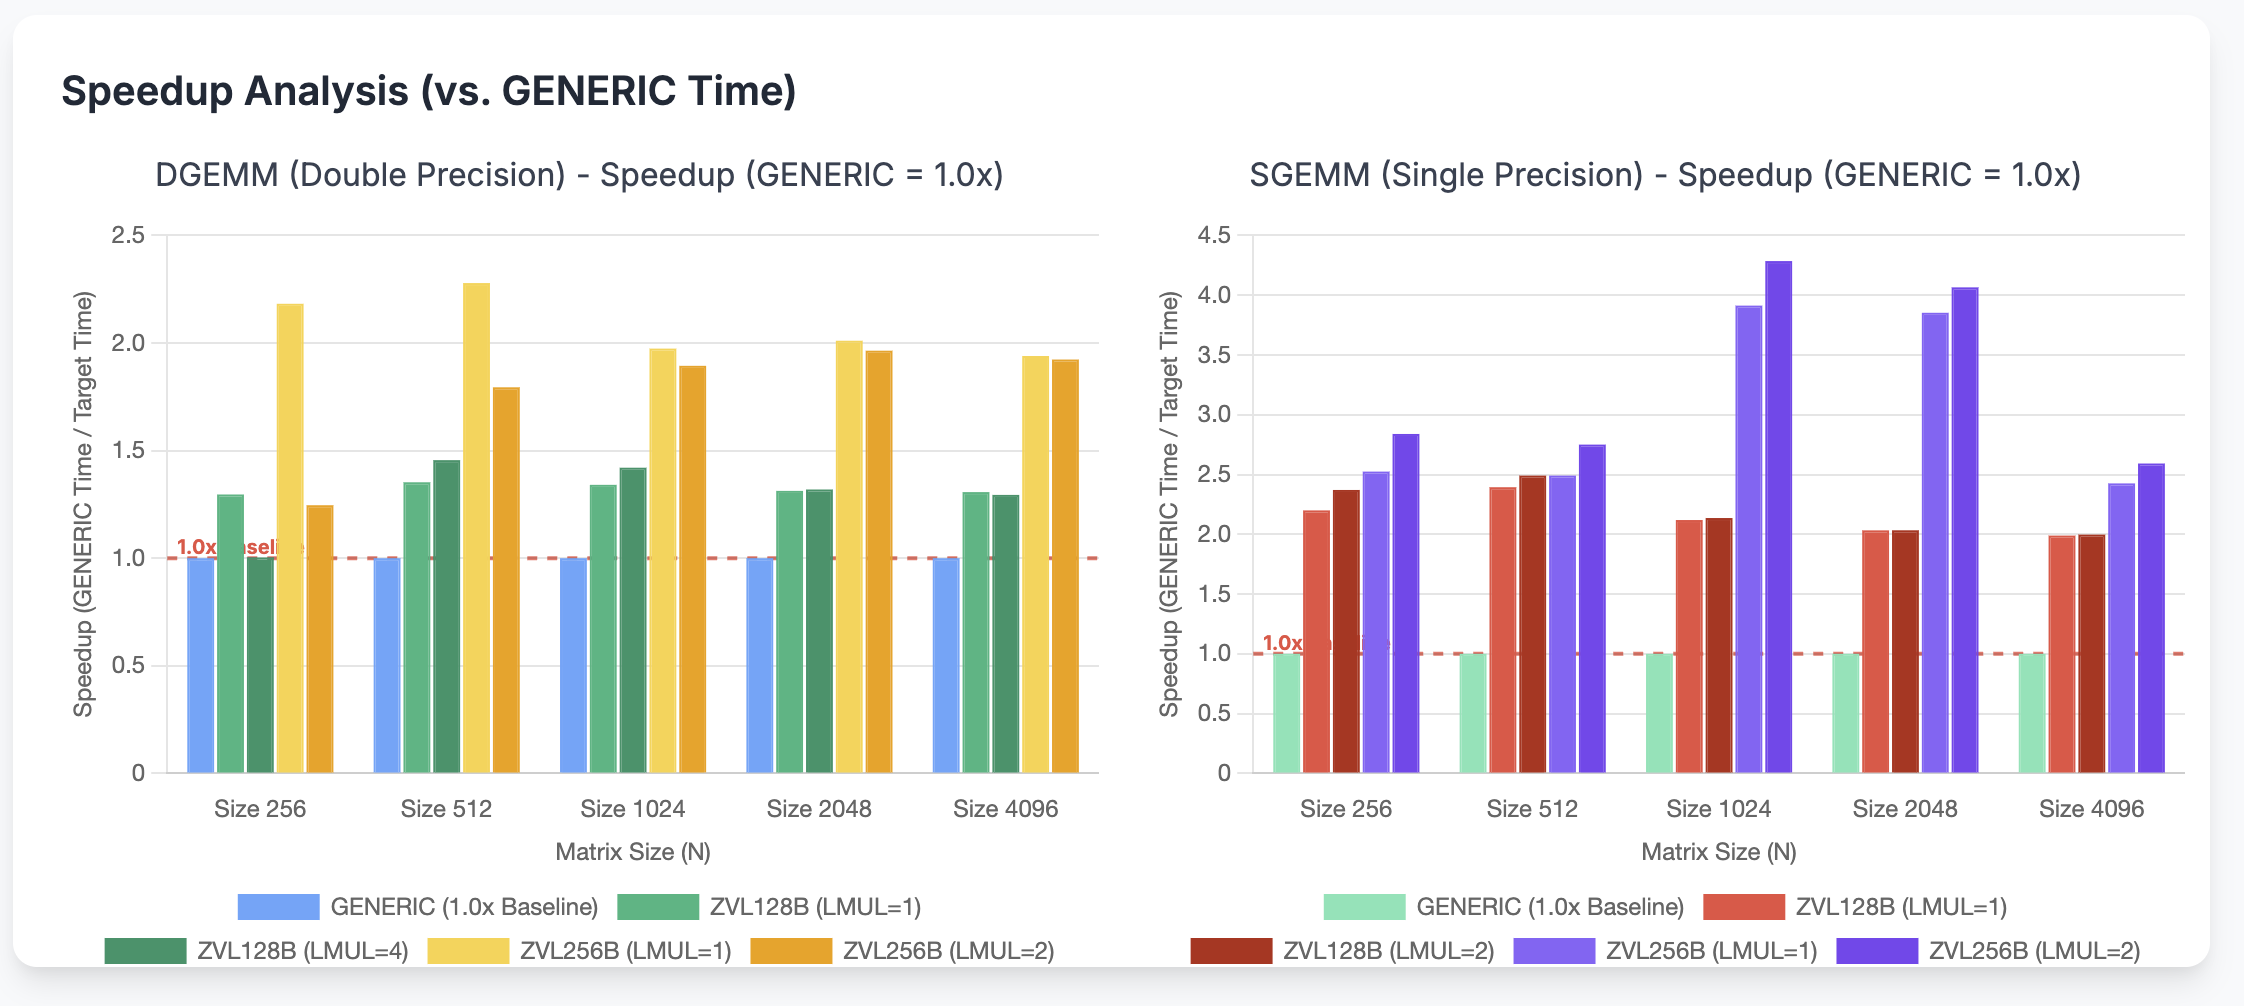 Speedup Analysis (vs. GENERIC Time)
DGEMM (Double Precision) - Speedup (GENERIC = 1.0x)
Speedup (GENERIC Time / Target Time)
2.5
2.0
1.5
1.0
0.5
0
1.0x Baseline
Size 256
Size 512
Size 1024
Size 2048
Size 4096
Matrix Size (N)
GENERIC (1.0x Baseline)
ZVL128B (LMUL=1)
ZVL128B (LMUL=4)
ZVL256B (LMUL=1)
ZVL256B (LMUL=2)
SGEMM (Single Precision) - Speedup (GENERIC = 1.0x)
Speedup (GENERIC Time / Target Time)
4.5
4.0
3.5
3.0
2.5
2.0
1.5
1.0
0.5
0
1.0x
Size 256
Size 512
Size 1024
Size 2048
Size 4096
Matrix Size (N)
GENERIC (1.0x Baseline)
ZVL128B (LMUL=1)
ZVL128B (LMUL=2)
ZVL256B (LMUL=1)
ZVL256B (LMUL=2)